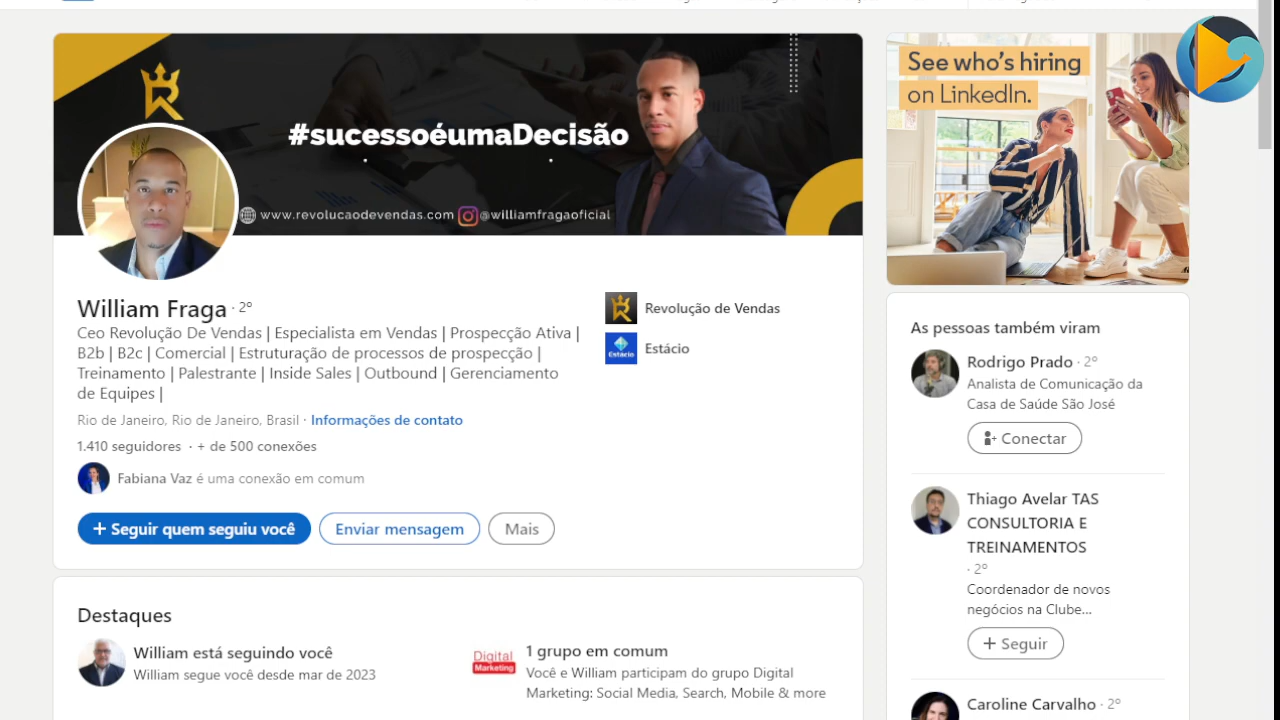 #sucessoéumaDecisão
www.revolucaodevendas.com @williamfragaoficial
William Fraga · 2º
Ceo Revolução De Vendas | Especialista em Vendas | Prospecção Ativa |
B2b | B2c | Comercial | Estruturação de processos de prospecção |
Treinamento | Palestrante | Inside Sales | Outbound | Gerenciamento
de Equipes |
Rio de Janeiro, Rio de Janeiro, Brasil · Informações de contato
1.410 seguidores · + de 500 conexões
Fabiana Vaz é uma conexão em comum
+ Seguir quem seguiu você
Enviar mensagem
Mais
Revolução de Vendas
Estácio
Estácio
Destaques
William está seguindo você
William segue você desde mar de 2023
Digital
Marketing
1 grupo em comum
Você e William participam do grupo Digital
Marketing: Social Media, Search, Mobile & more
See who's hiring
on LinkedIn.
As pessoas também viram
Rodrigo Prado · 2º
Analista de Comunicação da
Casa de Saúde São José
Conectar
Thiago Avelar TAS
CONSULTORIA E
TREINAMENTOS
· 2º
Coordenador de novos
negócios na Clube...
+ Seguir
Caroline Carvalho · 2º